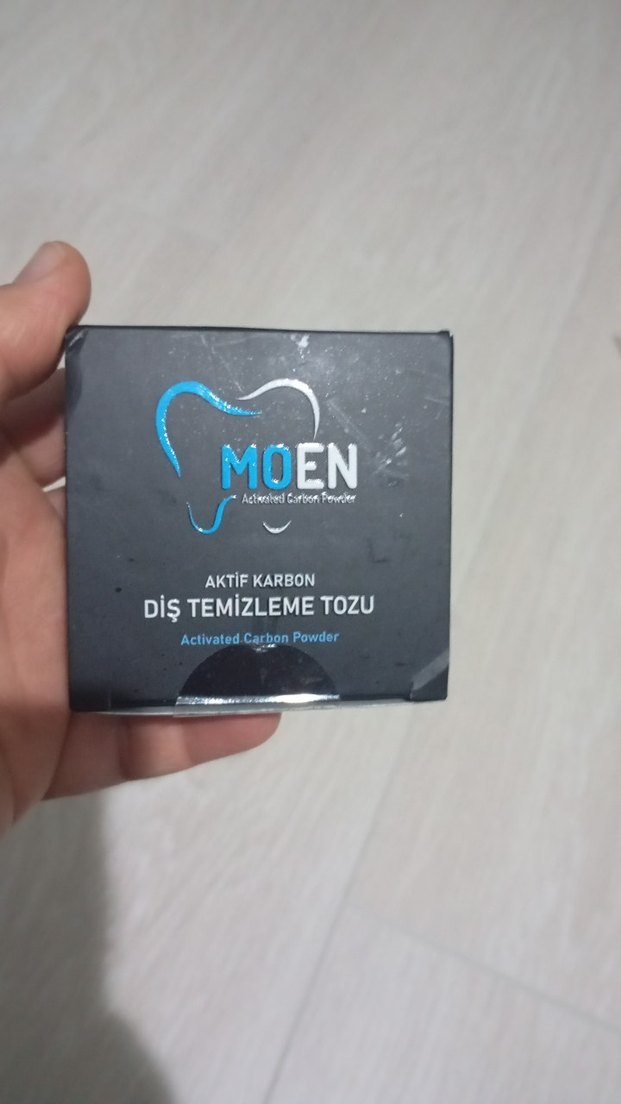 MOEN
Activated Carbon Powder
AKTİF KARBON
DİŞ TEMİZLEME TOZU
Activated Carbon Powder